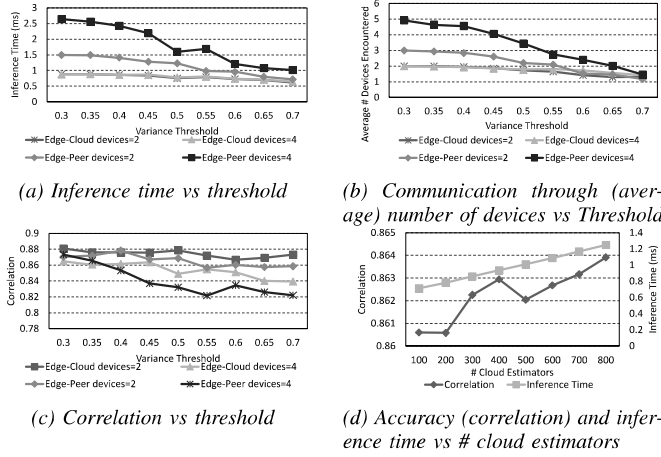 3
2.5
2
1.5
1
0.5
0
Inference Time (ms)
0.3 0.35 0.4 0.45 0.5 0.55 0.6 0.65 0.7
Variance Threshold
Edge-Cloud devices=2 Edge-Cloud devices=4
Edge-Peer devices=2 Edge-Peer devices=4
(a) Inference time vs threshold
6
5
4
3
2
1
0
Average # Devices Encountered
0.3 0.35 0.4 0.45 0.5 0.55 0.6 0.65 0.7
Variance Threshold
Edge-Cloud devices=2 Edge-Cloud devices=4
Edge-Peer devices=2 Edge-Peer devices=4
(b) Communication through (aver-
age) number of devices vs Threshold
0.9
0.88
0.86
0.84
0.82
0.8
0.78
Correlation
0.3 0.35 0.4 0.45 0.5 0.55 0.6 0.65 0.7
Variance Threshold
Edge-Cloud devices=2 Edge-Cloud devices=4
Edge-Peer devices=2 Edge-Peer devices=4
(c) Correlation vs threshold
0.865
0.864
0.863
0.862
0.861
0.86
Correlation
1.4
1.2
1
0.8
0.6
0.4
0.2
0
Inference Time (ms)
100 200 300 400 500 600 700 800
# Cloud Estimators
Correlation Inference Time
(d) Accuracy (correlation) and infer-
ence time vs # cloud estimators